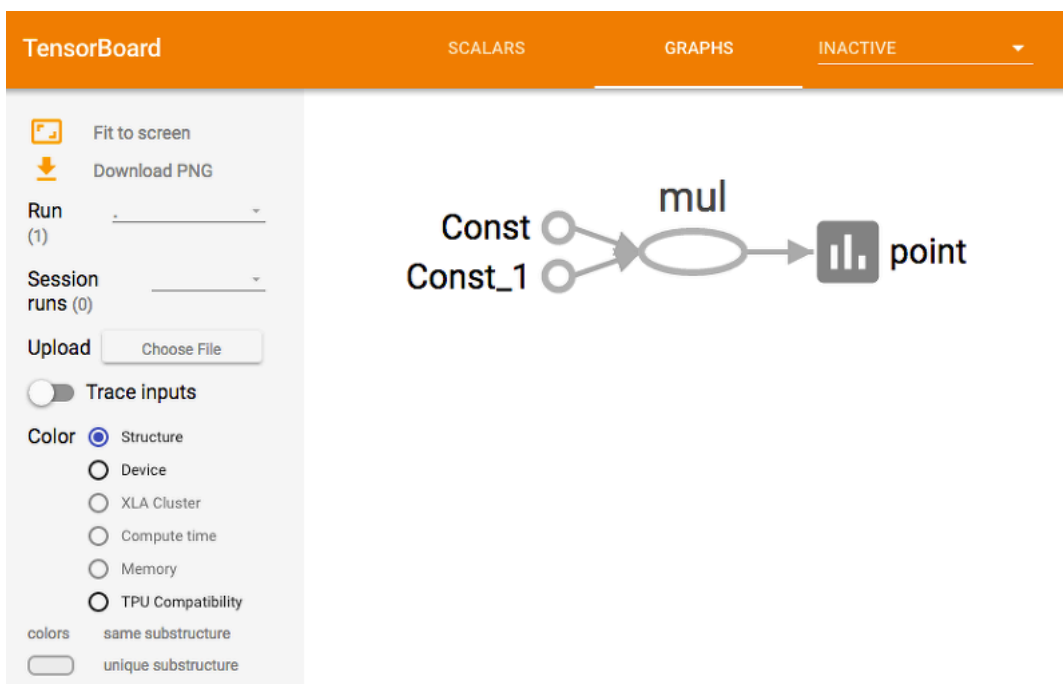 TensorBoard SCALARS GRAPHS INACTIVE
Fit to screen
Download PNG
Run .
(1)
Session
runs (0)
Upload Choose File
Trace inputs
Color Structure
Device
XLA Cluster
Compute time
Memory
TPU Compatibility
colors same substructure
unique substructure
mul
Const
Const_1
point